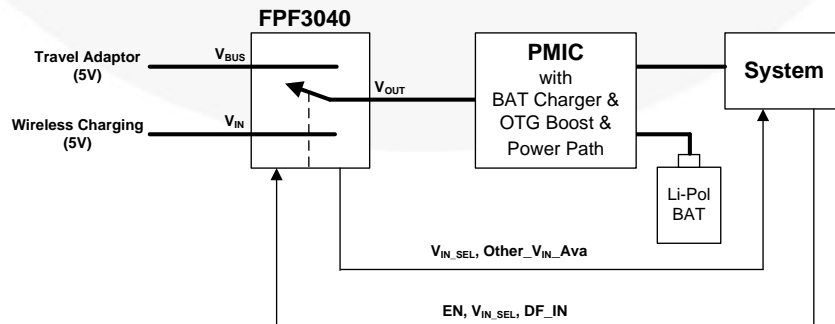 FPF3040
Travel Adaptor
(5V)
VBUS
Wireless Charging
(5V)
VIN
VOUT
PMIC
with
BAT Charger &
OTG Boost &
Power Path
System
Li-Pol
BAT
VIN_SEL, Other_VIN_Ava
EN, VIN_SEL, DF_IN